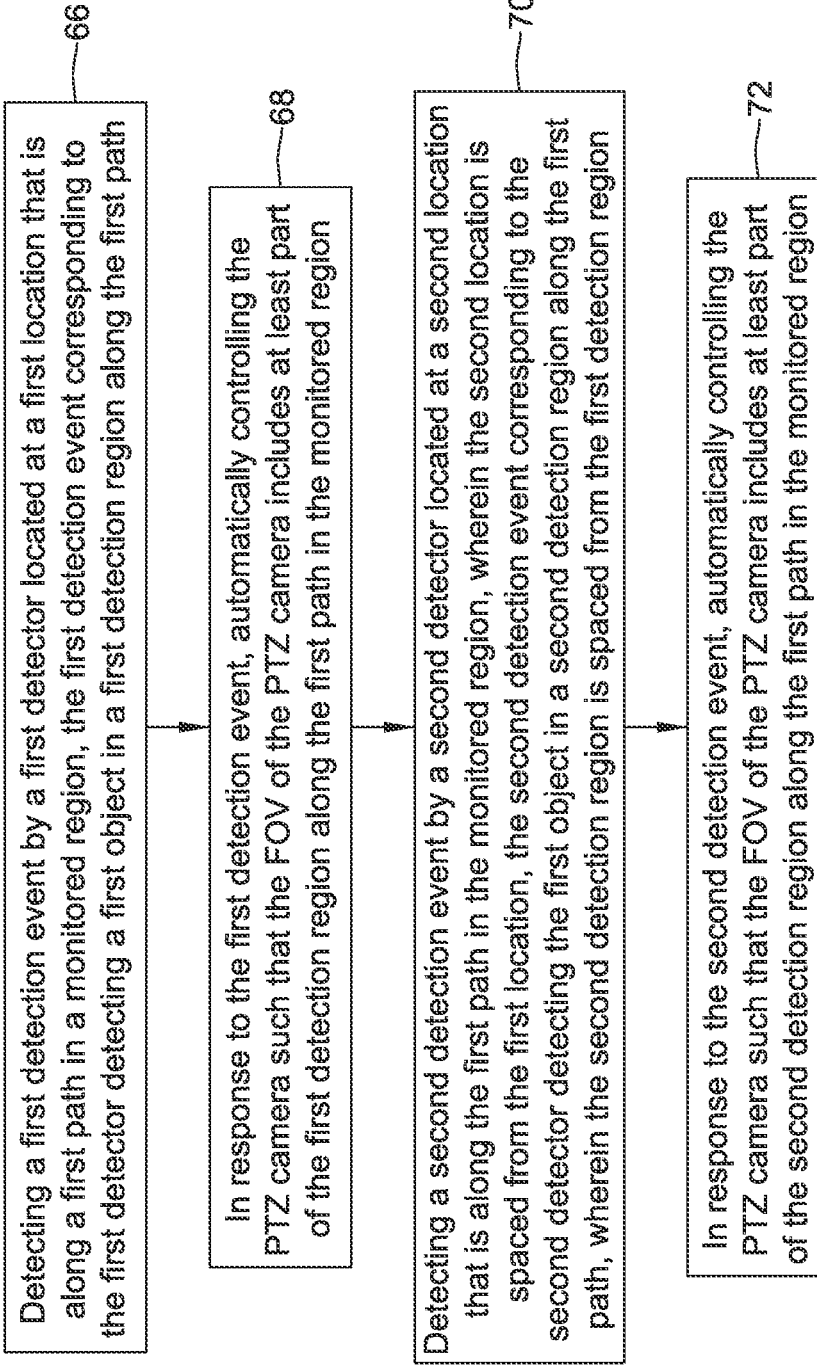 Detecting a first detection event by a first detector located at a first location that is
along a first path in a monitored region, the first detection event corresponding to
the first detector detecting a first object in a first detection region along the first path
66
In response to the first detection event, automatically controlling the
PTZ camera such that the FOV of the PTZ camera includes at least part
of the first detection region along the first path in the monitored region
68
Detecting a second detection event by a second detector located at a second location
that is along the first path in the monitored region, wherein the second location is
spaced from the first location, the second detection event corresponding to the
second detector detecting the first object in a second detection region along the first
path, wherein the second detection region is spaced from the first detection region
70
In response to the second detection event, automatically controlling the
PTZ camera such that the FOV of the PTZ camera includes at least part
of the second detection region along the first path in the monitored region
72